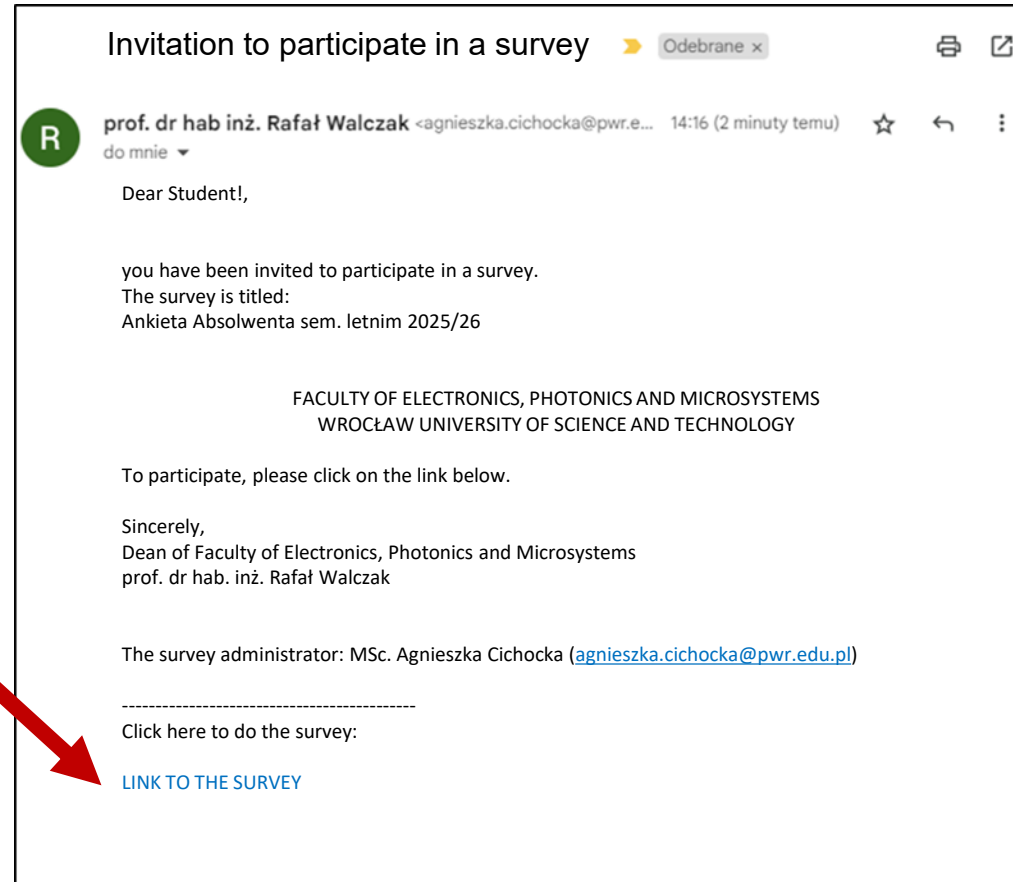 Invitation to participate in a survey Odebrane x
R
prof. dr hab inż. Rafał Walczak <agnieszka.cichocka@pwr.e... 14:16 (2 minuty temu)
do mnie
Dear Student!,
you have been invited to participate in a survey.
The survey is titled:
Ankieta Absolwenta sem. letnim 2025/26
FACULTY OF ELECTRONICS, PHOTONICS AND MICROSYSTEMS
WROCŁAW UNIVERSITY OF SCIENCE AND TECHNOLOGY
To participate, please click on the link below.
Sincerely,
Dean of Faculty of Electronics, Photonics and Microsystems
prof. dr hab. inż. Rafał Walczak
The survey administrator: MSc. Agnieszka Cichocka (agnieszka.cichocka@pwr.edu.pl)
--------------------------------------------
Click here to do the survey:
LINK TO THE SURVEY